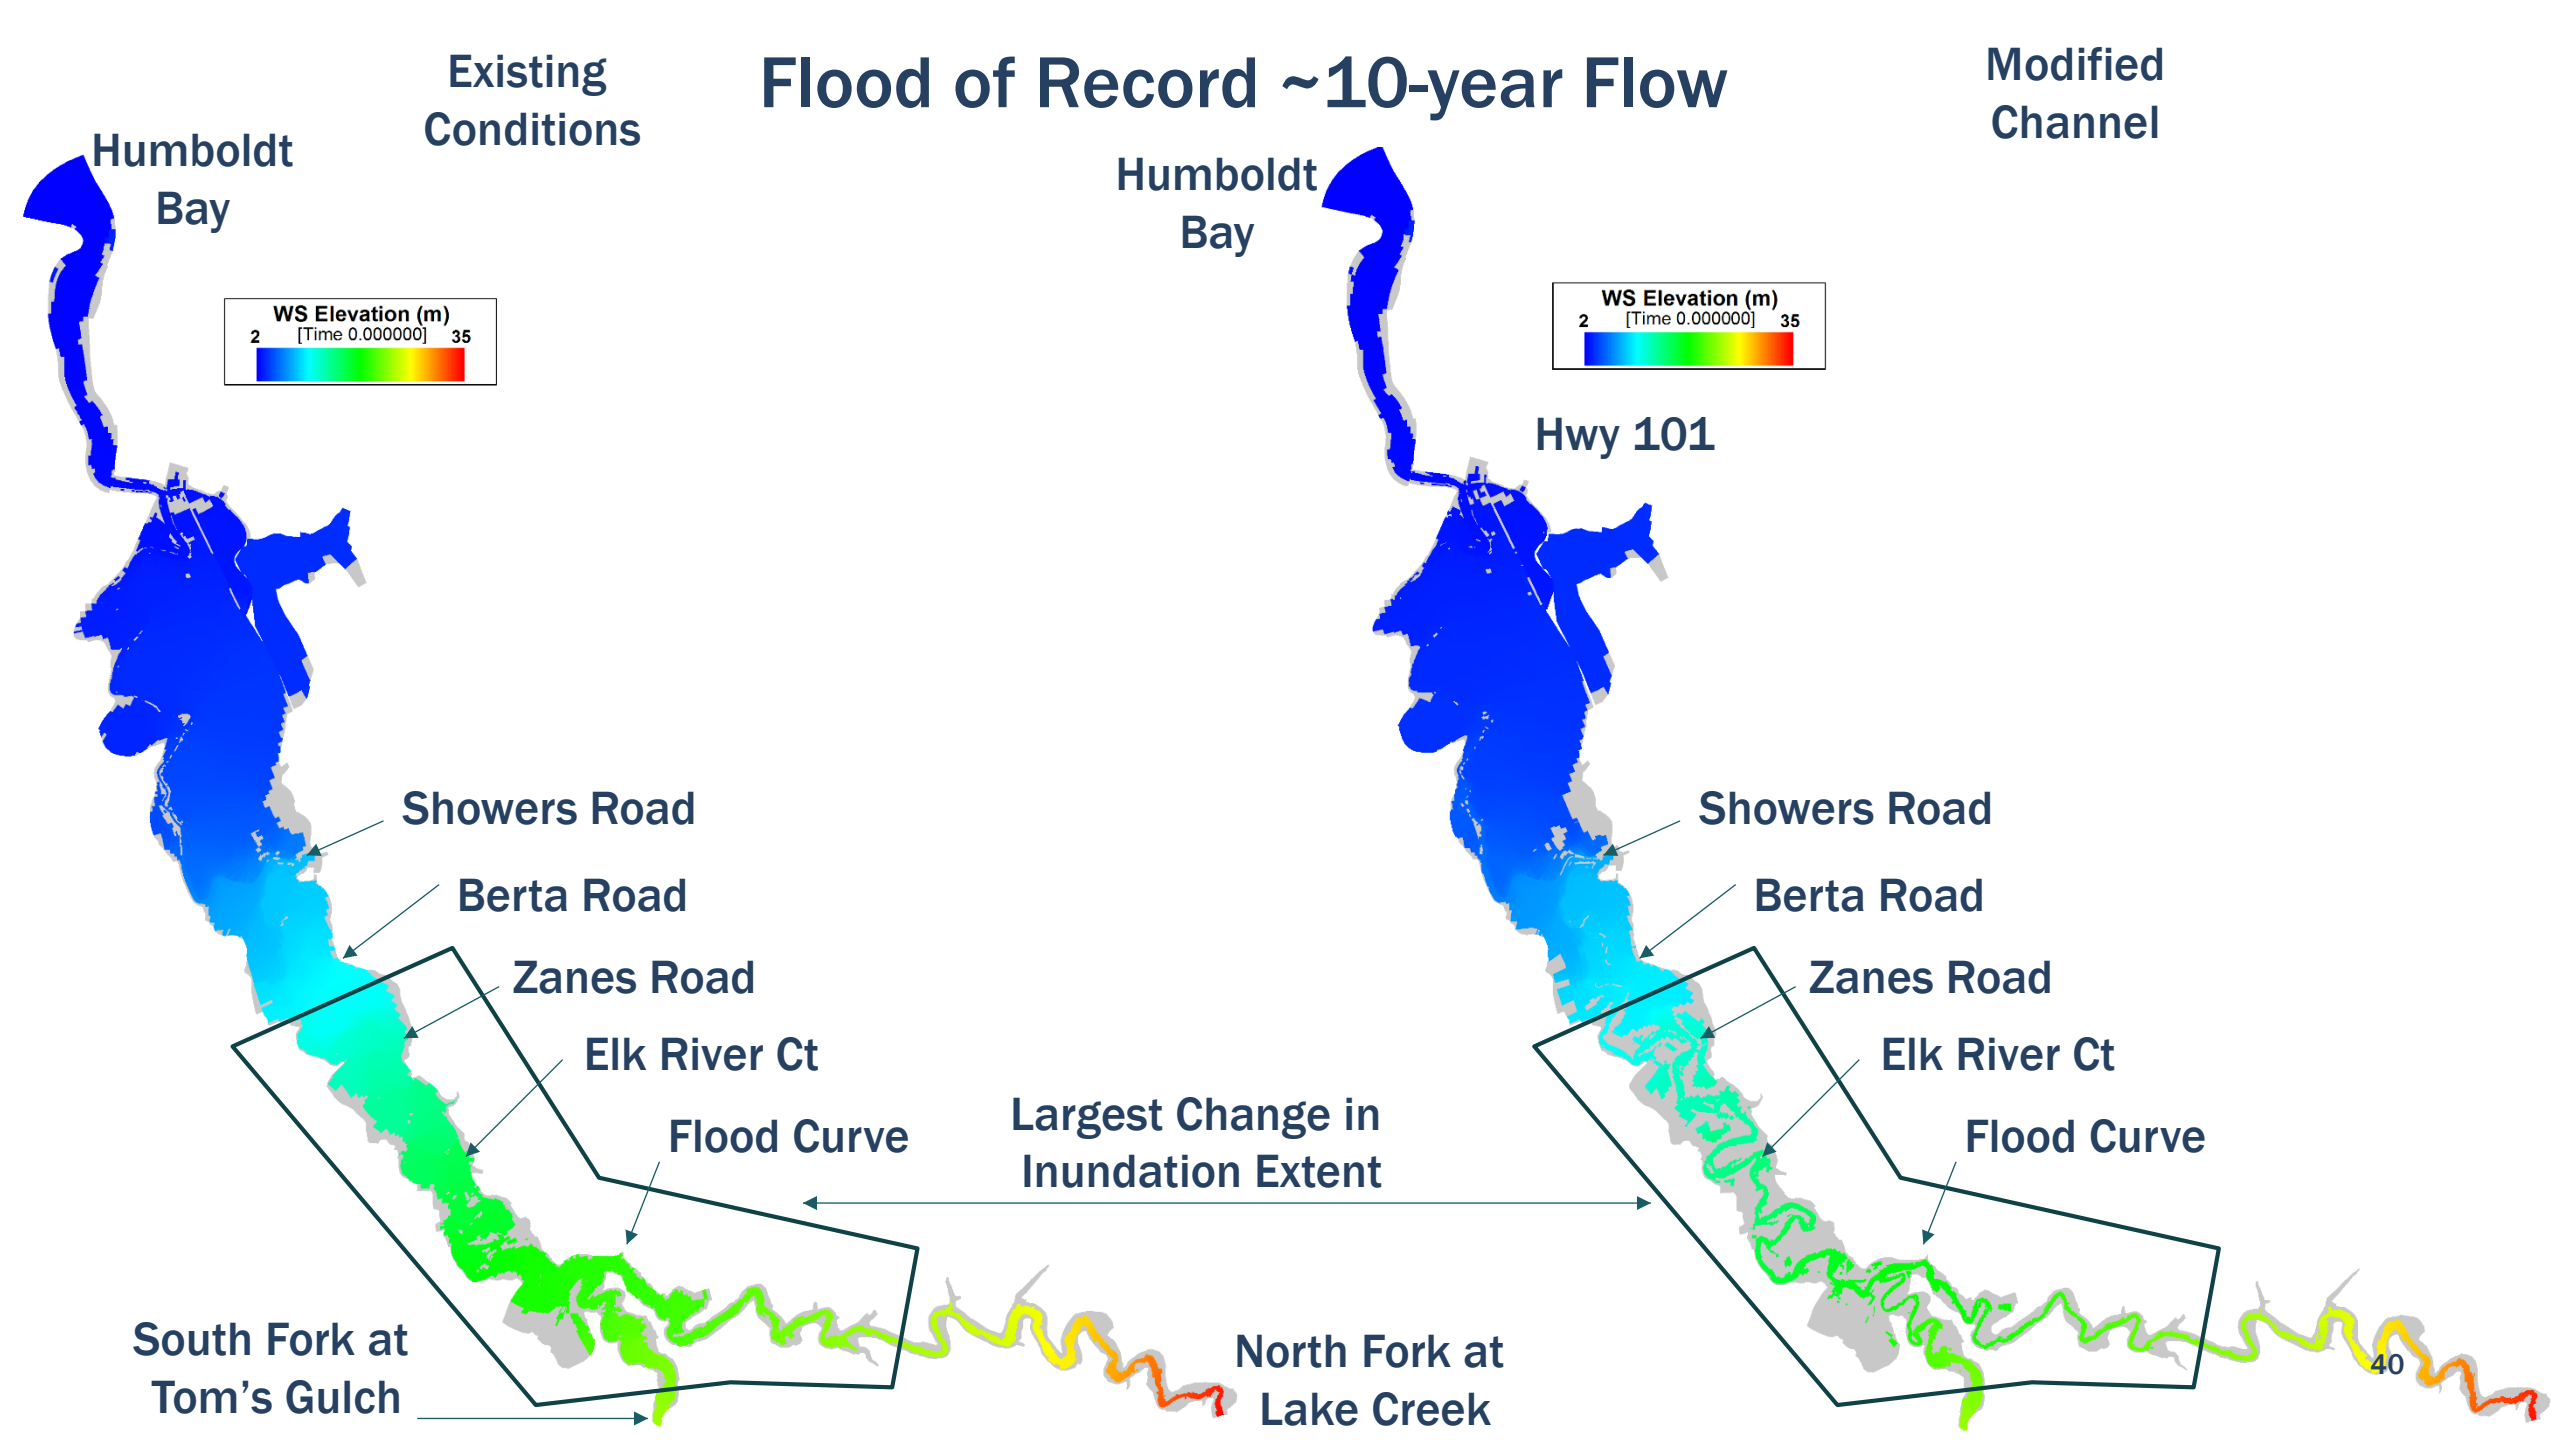 Flood of Record ~10-year Flow
Existing
Conditions
Humboldt
Bay
WS Elevation (m)
[Time 0.000000]
2
35
Showers Road
Berta Road
Zanes Road
Elk River Ct
Flood Curve
South Fork at
Tom’s Gulch
North Fork at
Lake Creek
Largest Change in
Inundation Extent
Modified
Channel
Humboldt
Bay
WS Elevation (m)
[Time 0.000000]
2
35
Hwy 101
Showers Road
Berta Road
Zanes Road
Elk River Ct
Flood Curve
40